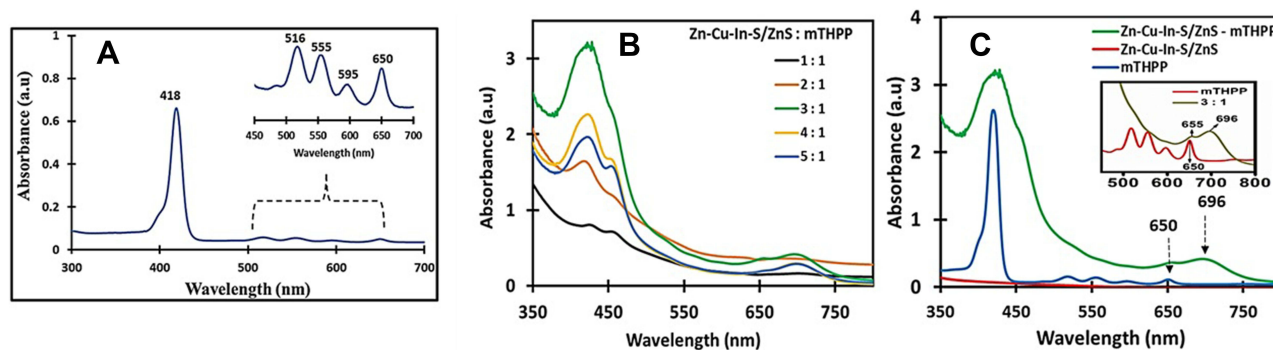 A
Absorbance (a.u)
1
0.8
0.6
0.4
0.2
0
300
400
500
600
700
Wavelength (nm)
418
516
555
595
650
450
500
550
600
650
700
Wavelength (nm)
B
Absorbance (a.u)
3
2
1
0
350
450
550
650
750
Wavelength (nm)
Zn-Cu-In-S/ZnS : mTHPP
1 : 1
2 : 1
3 : 1
4 : 1
5 : 1
C
Absorbance (a.u)
4
3
2
1
0
350
450
550
650
750
Wavelength (nm)
Zn-Cu-In-S/ZnS - mTHPP
Zn-Cu-In-S/ZnS
mTHPP
mTHPP
3 : 1
655
696
650
500
600
700
800
650
696